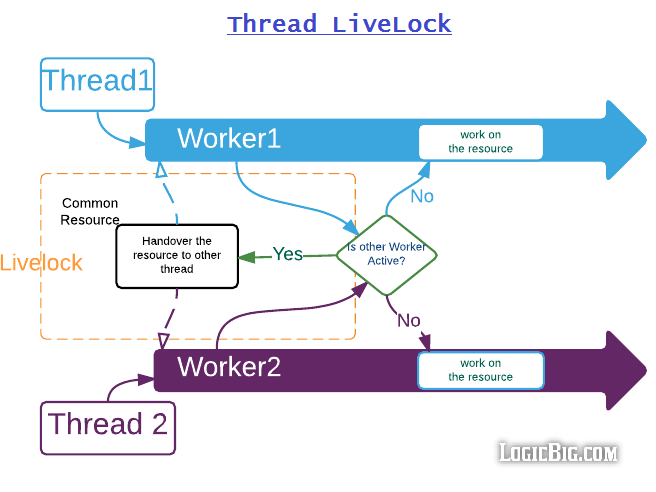 Thread LiveLock
Thread1
Worker1
work on
the resource
No
Common
Resource
Handover the
resource to other
thread
Yes
Is other Worker
Active?
Livelock
No
Worker2
work on
the resource
Thread 2
LogicBig.com